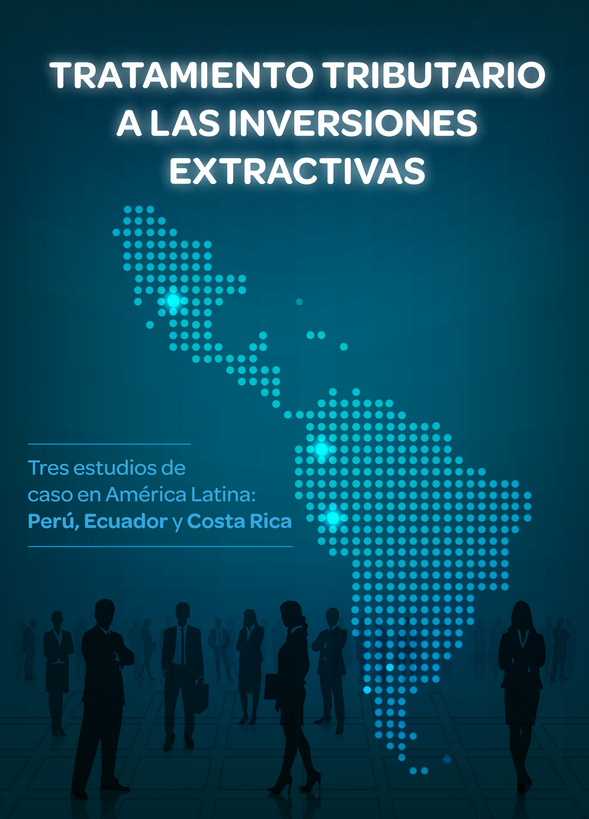 TRATAMIENTO TRIBUTARIO
A LAS INVERSIONES
EXTRACTIVAS
Tres estudios de
caso en América Latina:
Perú, Ecuador y Costa Rica